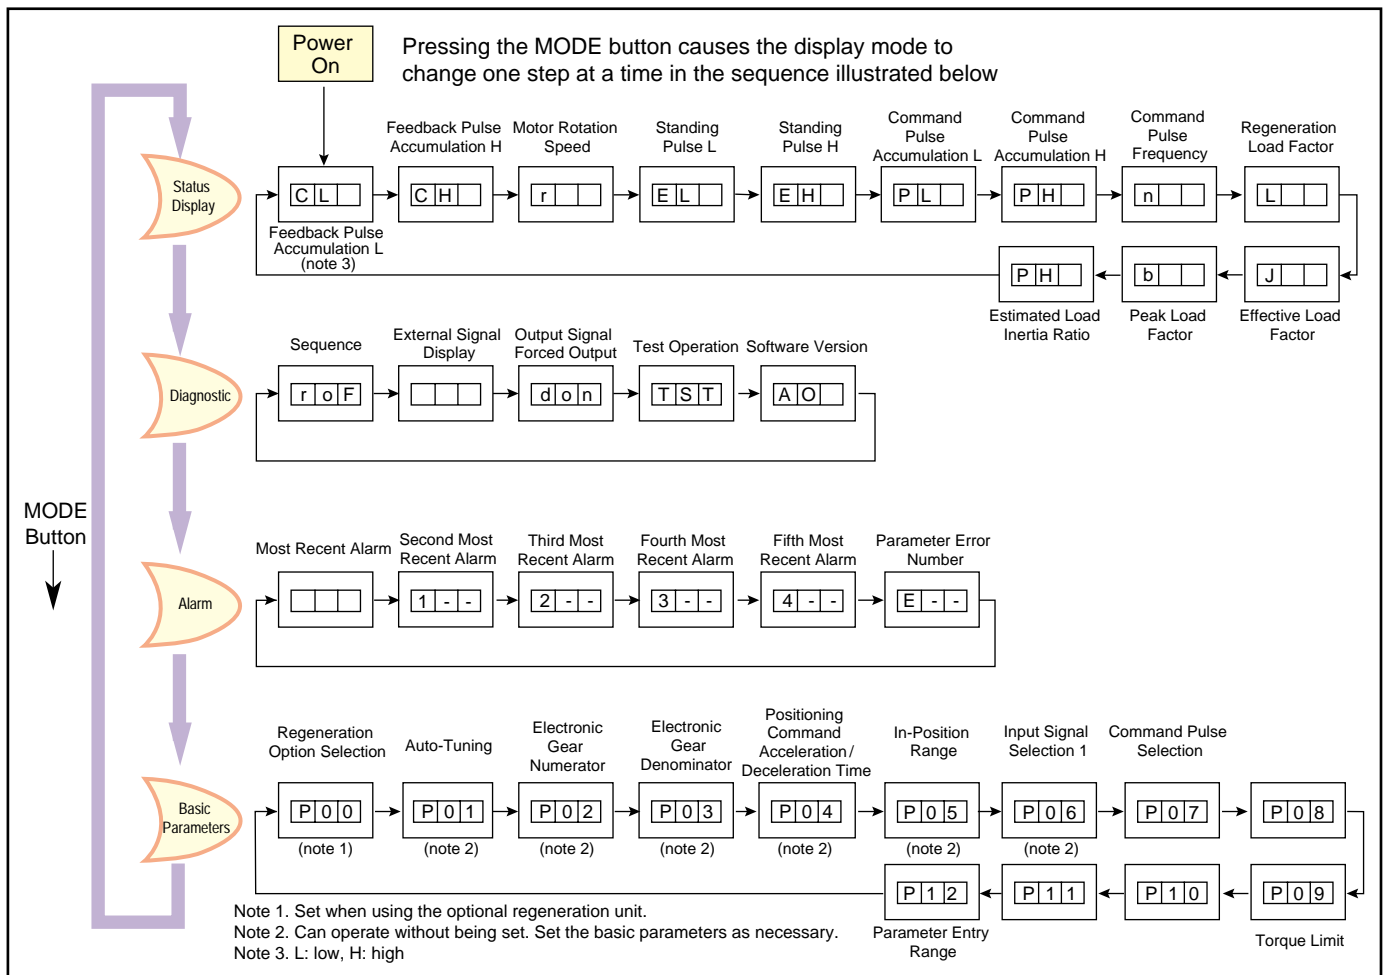 Power
On
Pressing the MODE button causes the display mode to
change one step at a time in the sequence illustrated below
Status
Display
C L
Feedback Pulse
Accumulation L
(note 3)
Feedback Pulse
Accumulation H
C H
Motor Rotation
Speed
r
Standing
Pulse L
E L
Standing
Pulse H
E H
Command
Pulse
Accumulation L
P L
Command
Pulse
Accumulation H
P H
Command
Pulse
Frequency
n
Regeneration
Load Factor
L
J
Effective Load
Factor
b
Peak Load
Factor
P H
Estimated Load
Inertia Ratio
Diagnostic
Sequence
r o F
External Signal
Display
Output Signal
Forced Output
d o n
Test Operation
T S T
Software Version
A O
MODE
Button
Alarm
Most Recent Alarm
Second Most
Recent Alarm
1 - -
Third Most
Recent Alarm
2 - -
Fourth Most
Recent Alarm
3 - -
Fifth Most
Recent Alarm
4 - -
Parameter Error
Number
E - -
Basic
Parameters
Regeneration
Option Selection
P 0 0
(note 1)
Auto-Tuning
P 0 1
(note 2)
Electronic
Gear
Numerator
P 0 2
(note 2)
Electronic
Gear
Denominator
P 0 3
(note 2)
Positioning
Command
Acceleration/
Deceleration Time
P 0 4
(note 2)
In-Position
Range
P 0 5
(note 2)
Input Signal
Selection 1
P 0 6
(note 2)
Command Pulse
Selection
P 0 7
P 0 8
P 0 9
Torque Limit
P 1 0
P 1 1
P 1 2
Parameter Entry
Range
Note 1. Set when using the optional regeneration unit.
Note 2. Can operate without being set. Set the basic parameters as necessary.
Note 3. L: low, H: high